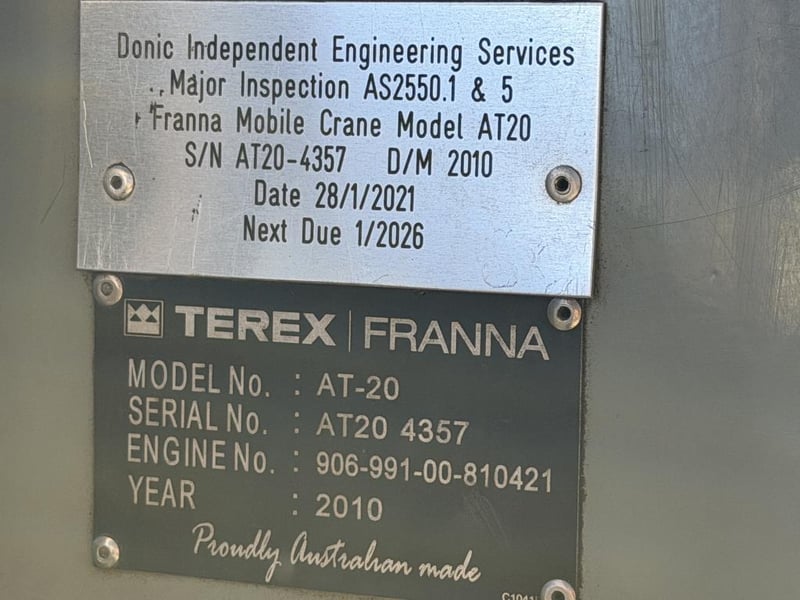 Donic Independent Engineering Services
Major Inspection AS2550.1 & 5
Franna Mobile Crane Model AT20
S/N AT20-4357 D/M 2010
Date 28/1/2021
Next Due 1/2026
TEREX | FRANNA
MODEL No. : AT-20
SERIAL No. : AT20 4357
ENGINE No. : 906-991-00-810421
YEAR : 2010
Proudly Australian made